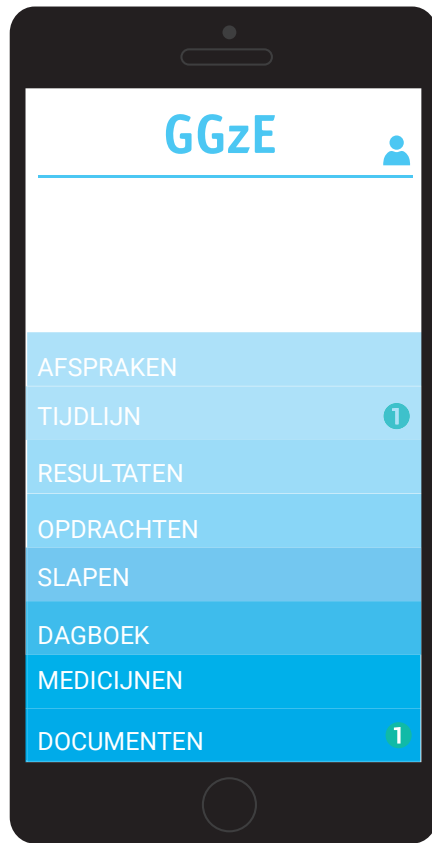 GGzE
AFSPRAKEN
TIJDLIJN 1
RESULTATEN
OPDRACHTEN
SLAPEN
DAGBOEK
MEDICIJNEN
DOCUMENTEN 1